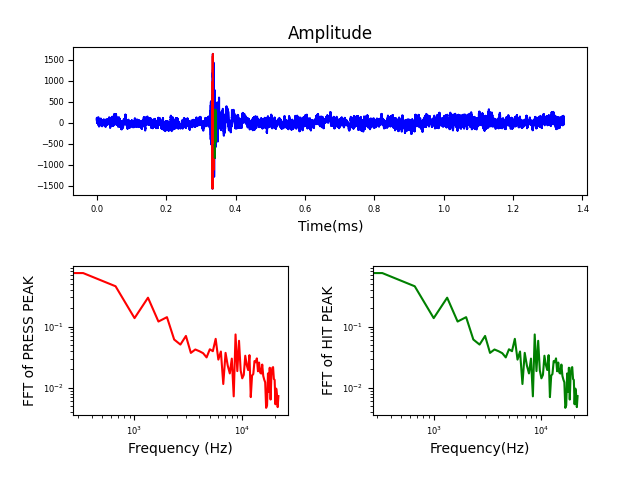 Amplitude
1500
1000
500
0
−500
−1000
−1500
0.0 0.2 0.4 0.6 0.8 1.0 1.2 1.4
Time(ms)
FFT of PRESS PEAK
10⁻¹
10⁻²
10³ 10⁴
Frequency (Hz)
FFT of HIT PEAK
10⁻¹
10⁻²
10³ 10⁴
Frequency(Hz)